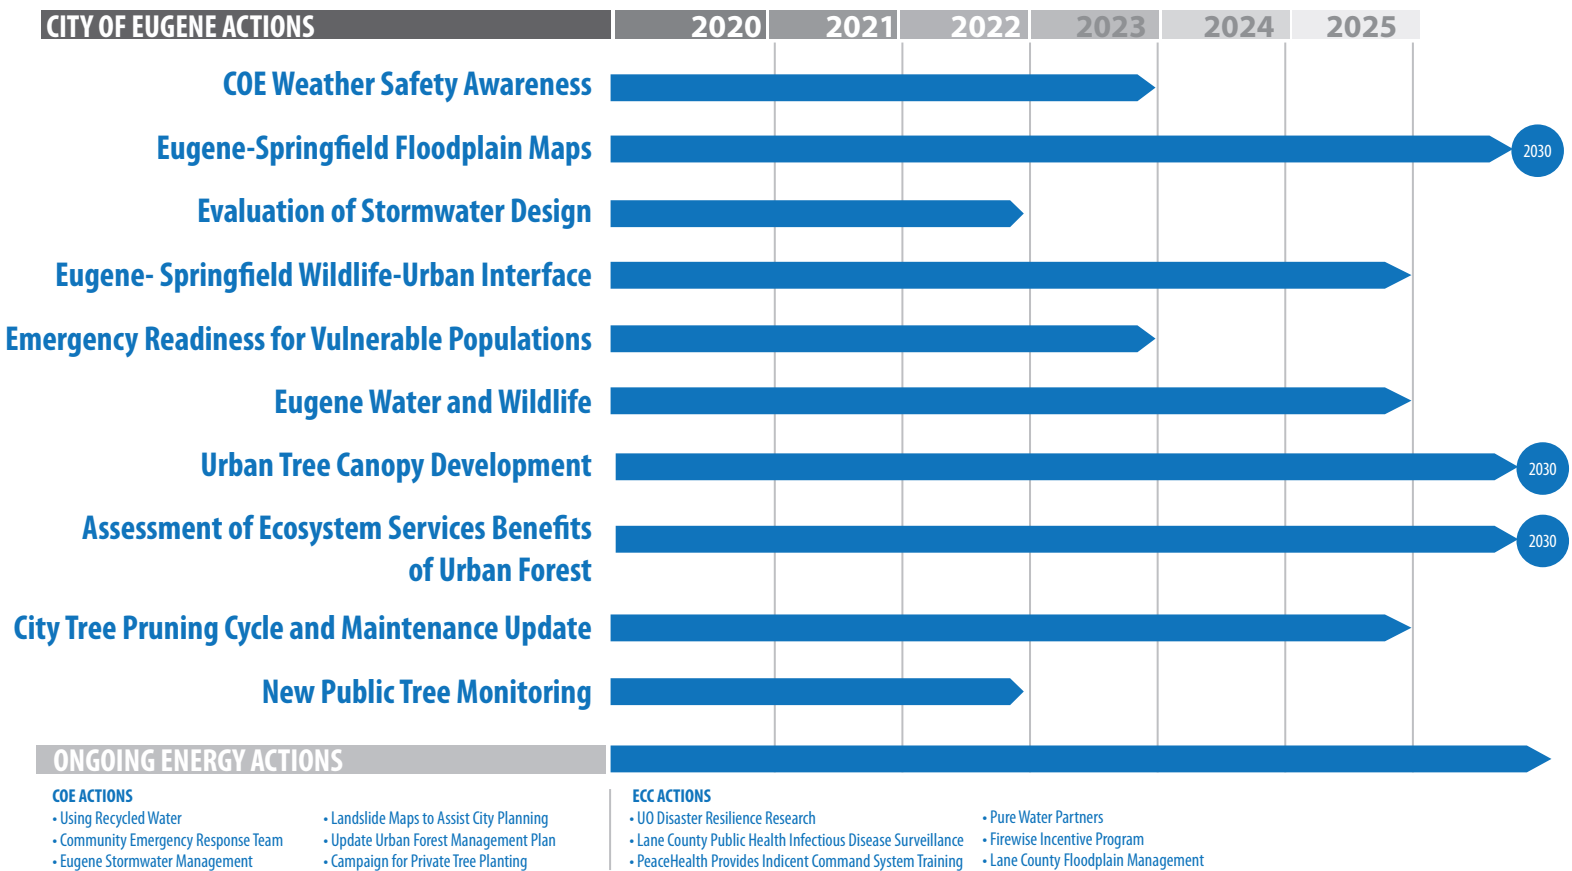 CITY OF EUGENE ACTIONS 2020 2021 2022 2023 2024 2025
COE Weather Safety Awareness
Eugene-Springfield Floodplain Maps 2030
Evaluation of Stormwater Design
Eugene- Springfield Wildlife-Urban Interface
Emergency Readiness for Vulnerable Populations
Eugene Water and Wildlife
Urban Tree Canopy Development 2030
Assessment of Ecosystem Services Benefits
of Urban Forest 2030
City Tree Pruning Cycle and Maintenance Update
New Public Tree Monitoring
ONGOING ENERGY ACTIONS
COE ACTIONS
• Using Recycled Water
• Community Emergency Response Team
• Eugene Stormwater Management
• Landslide Maps to Assist City Planning
• Update Urban Forest Management Plan
• Campaign for Private Tree Planting
ECC ACTIONS
• UO Disaster Resilience Research
• Lane County Public Health Infectious Disease Surveillance
• PeaceHealth Provides Indicent Command System Training
• Pure Water Partners
• Firewise Incentive Program
• Lane County Floodplain Management